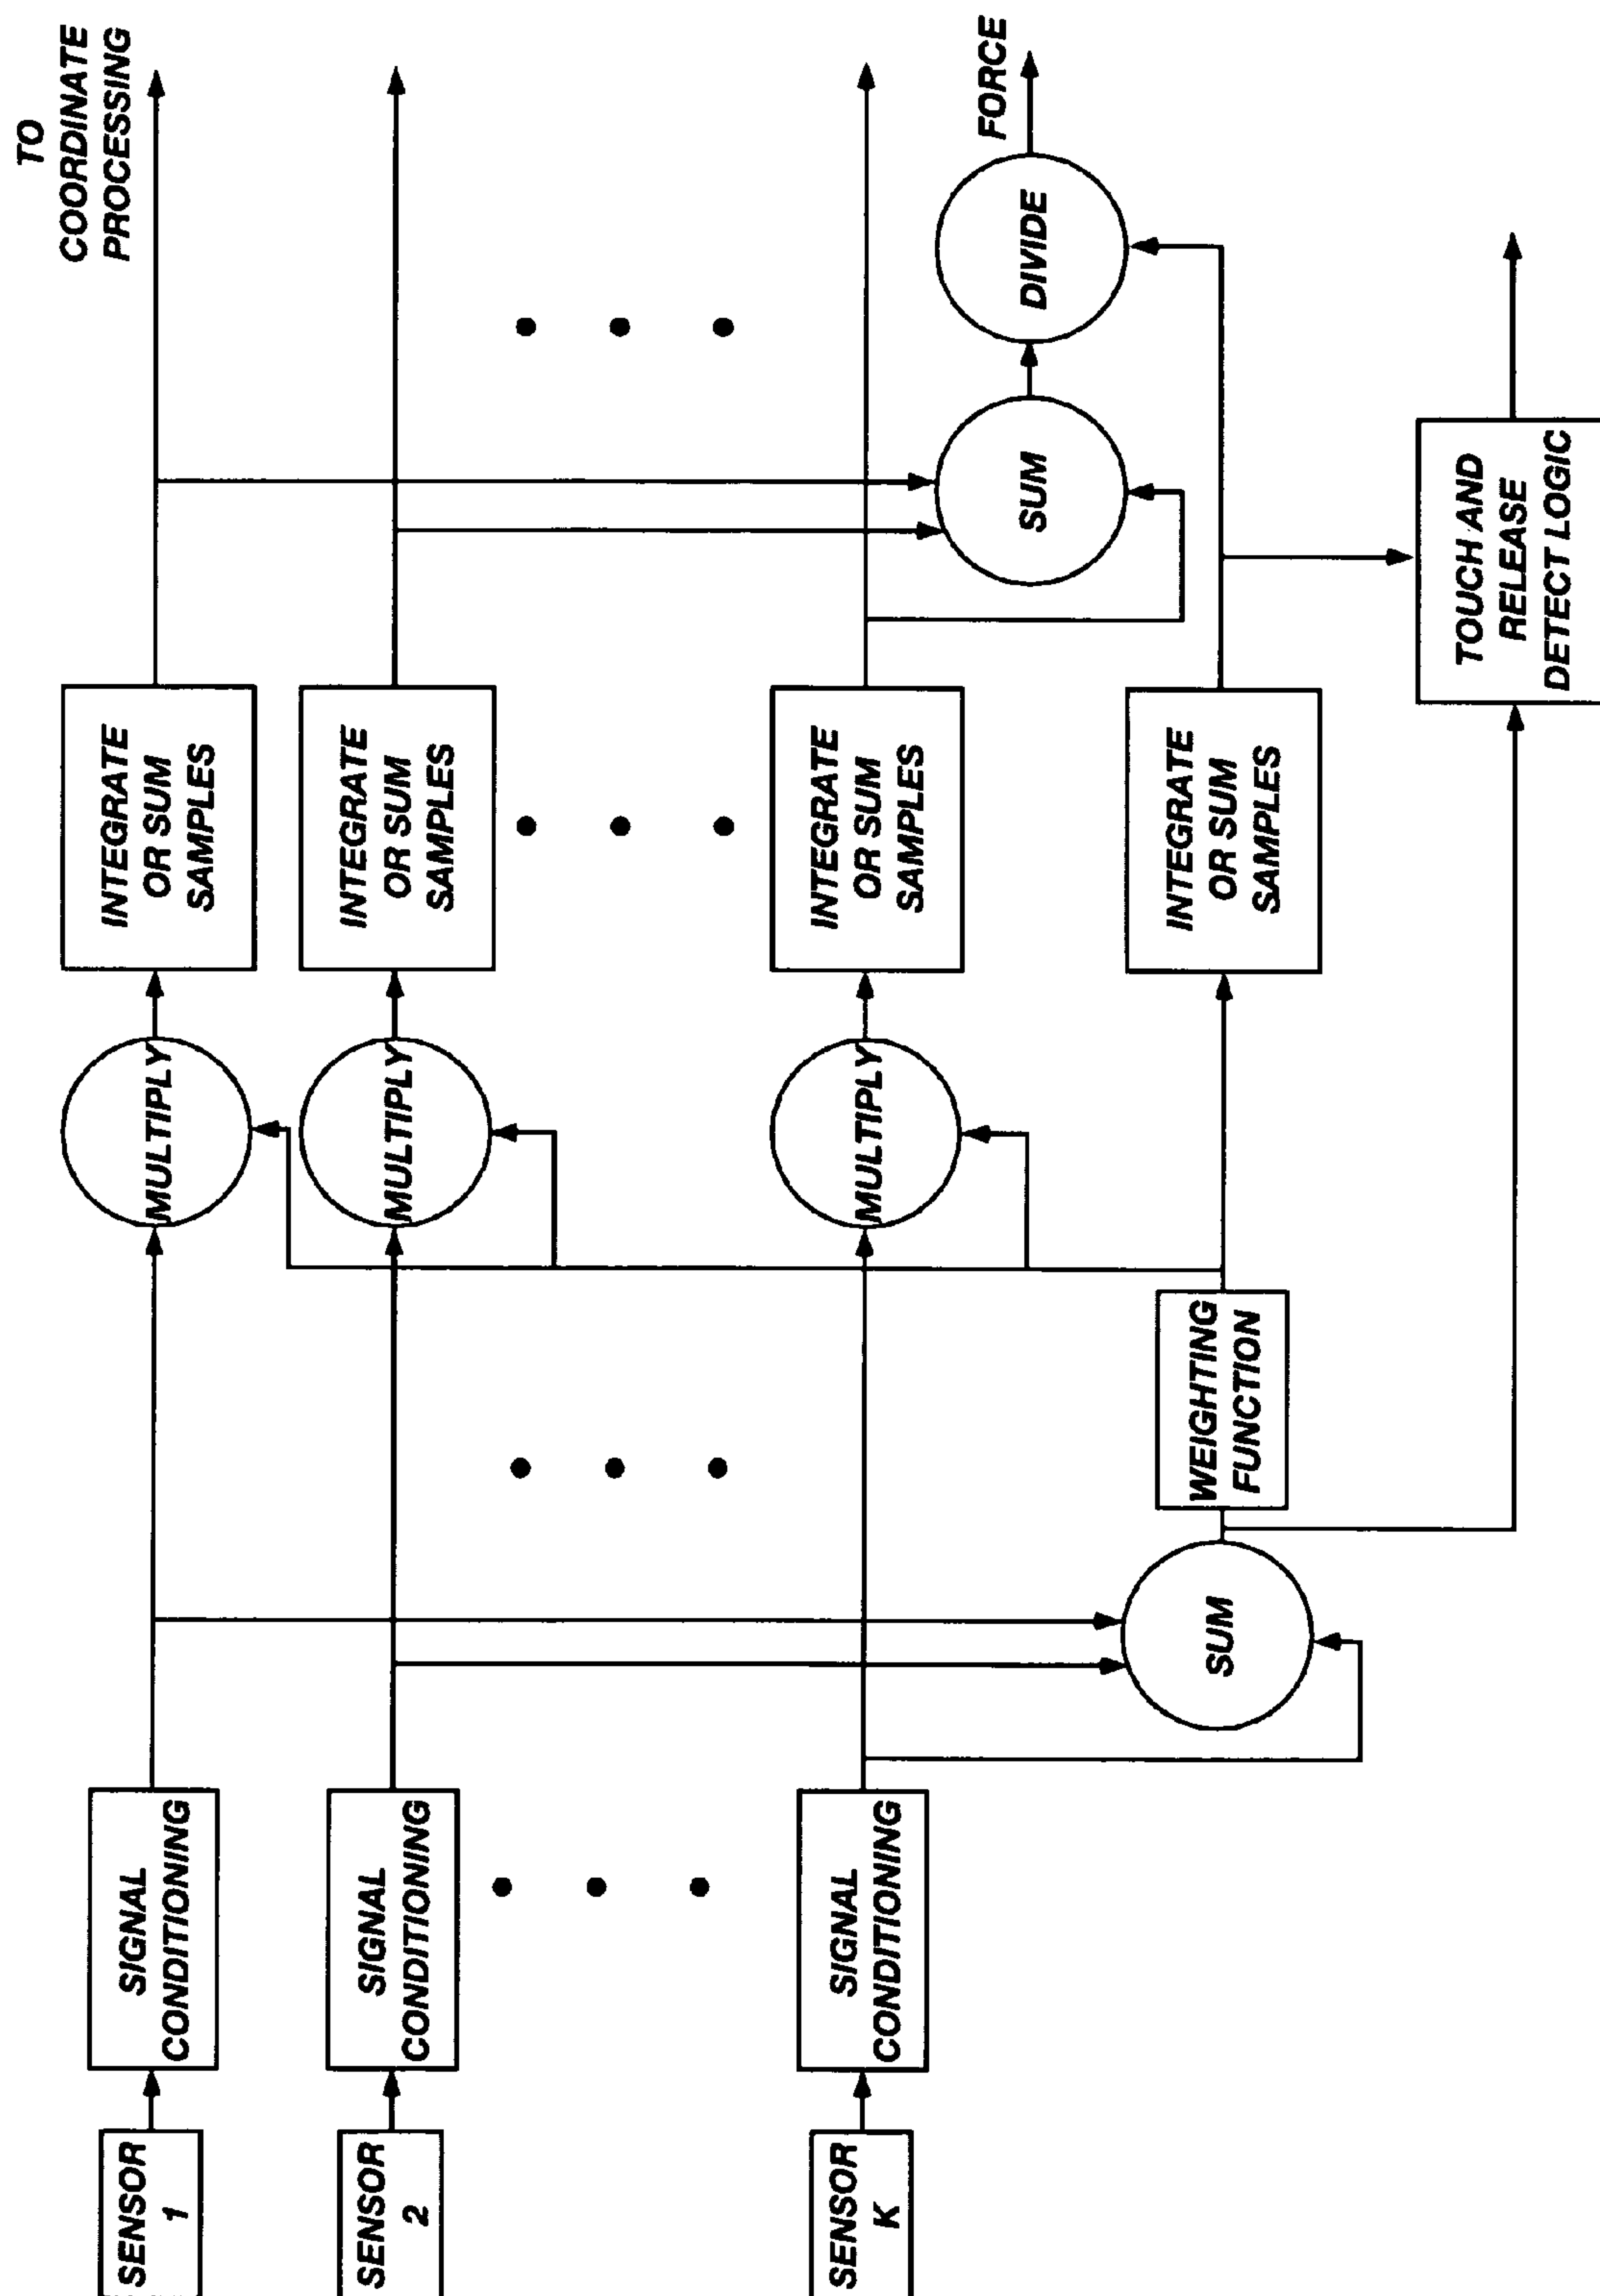 SENSOR
1
SIGNAL
CONDITIONING
MULTIPLY
INTEGRATE
OR SUM
SAMPLES
TO
COORDINATE
PROCESSING
SENSOR
2
SIGNAL
CONDITIONING
MULTIPLY
INTEGRATE
OR SUM
SAMPLES
SENSOR
K
SIGNAL
CONDITIONING
MULTIPLY
INTEGRATE
OR SUM
SAMPLES
SUM
DIVIDE
FORCE
SUM
WEIGHTING
FUNCTION
INTEGRATE
OR SUM
SAMPLES
TOUCH AND
RELEASE
DETECT LOGIC